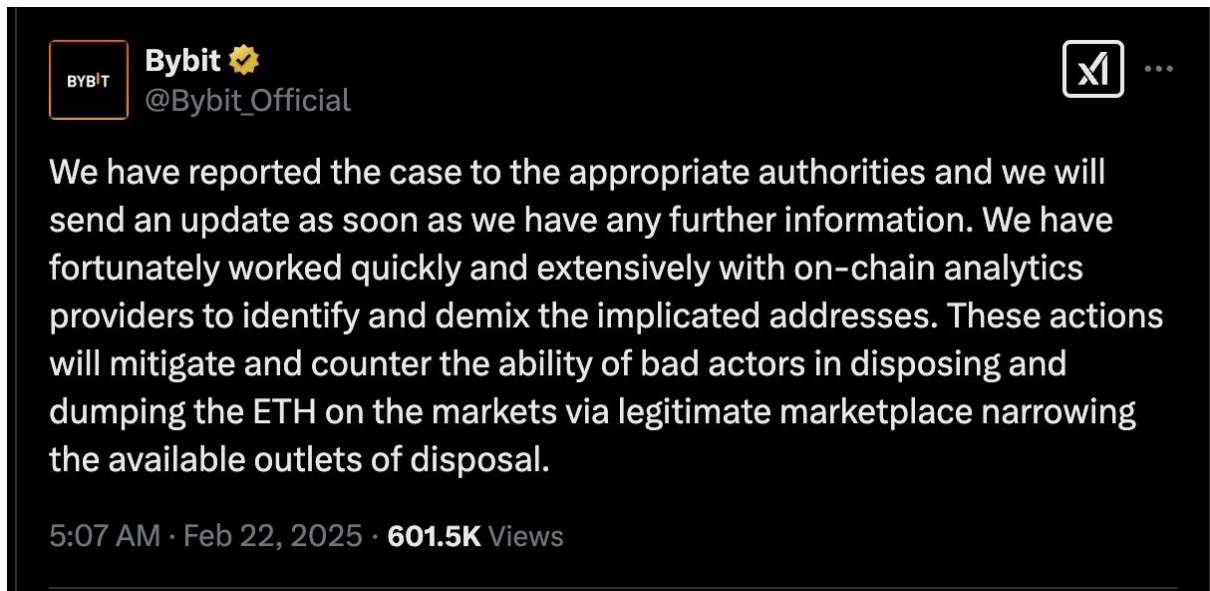 BYBIT
Bybit
@Bybit_Official
We have reported the case to the appropriate authorities and we will
send an update as soon as we have any further information. We have
fortunately worked quickly and extensively with on-chain analytics
providers to identify and demix the implicated addresses. These actions
will mitigate and counter the ability of bad actors in disposing and
dumping the ETH on the markets via legitimate marketplace narrowing
the available outlets of disposal.
5:07 AM · Feb 22, 2025 · 601.5K Views